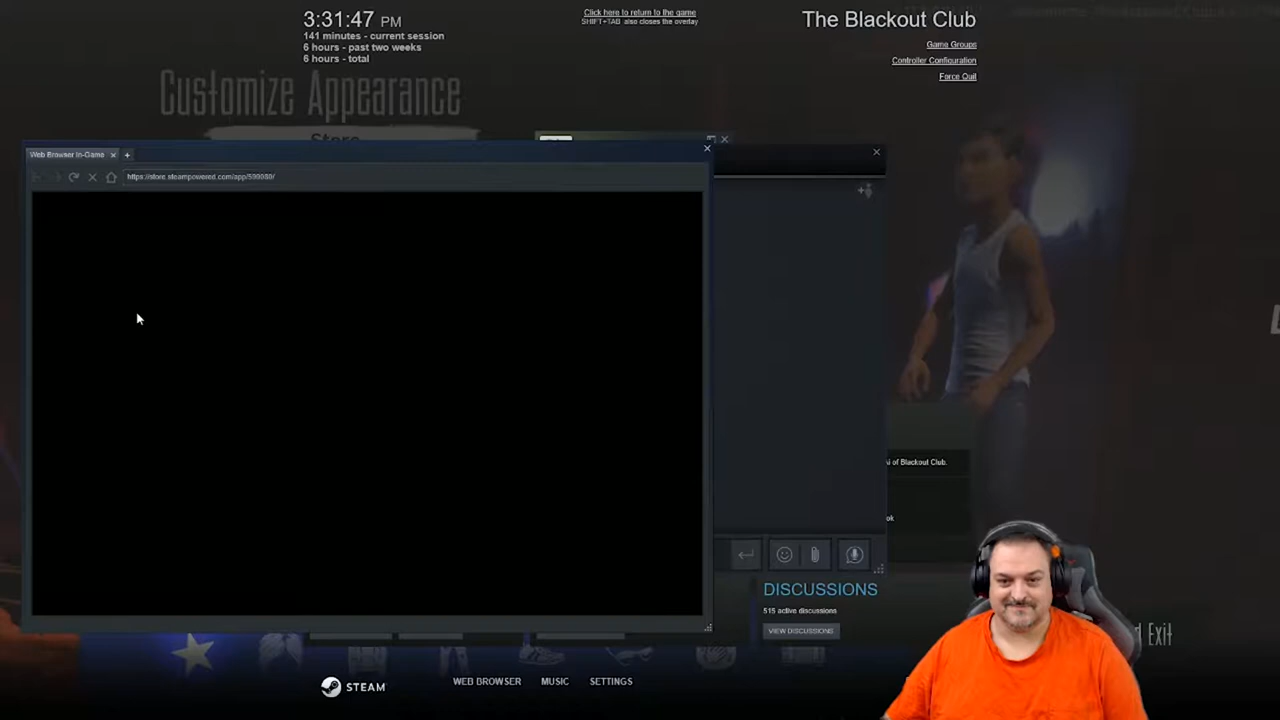 3:31:47 PM
141 minutes - current session
6 hours - past two weeks
6 hours - total
Click here to return to the game
SHIFT+TAB also closes the overlay
The Blackout Club
Game Groups
Controller Configuration
Force Quit
Customize Appearance
Store
Web Browser In-Game
of Blackout Club.
ok
DISCUSSIONS
515 active discussions
VIEW DISCUSSIONS
Exit
STEAM
WEB BROWSER
MUSIC
SETTINGS